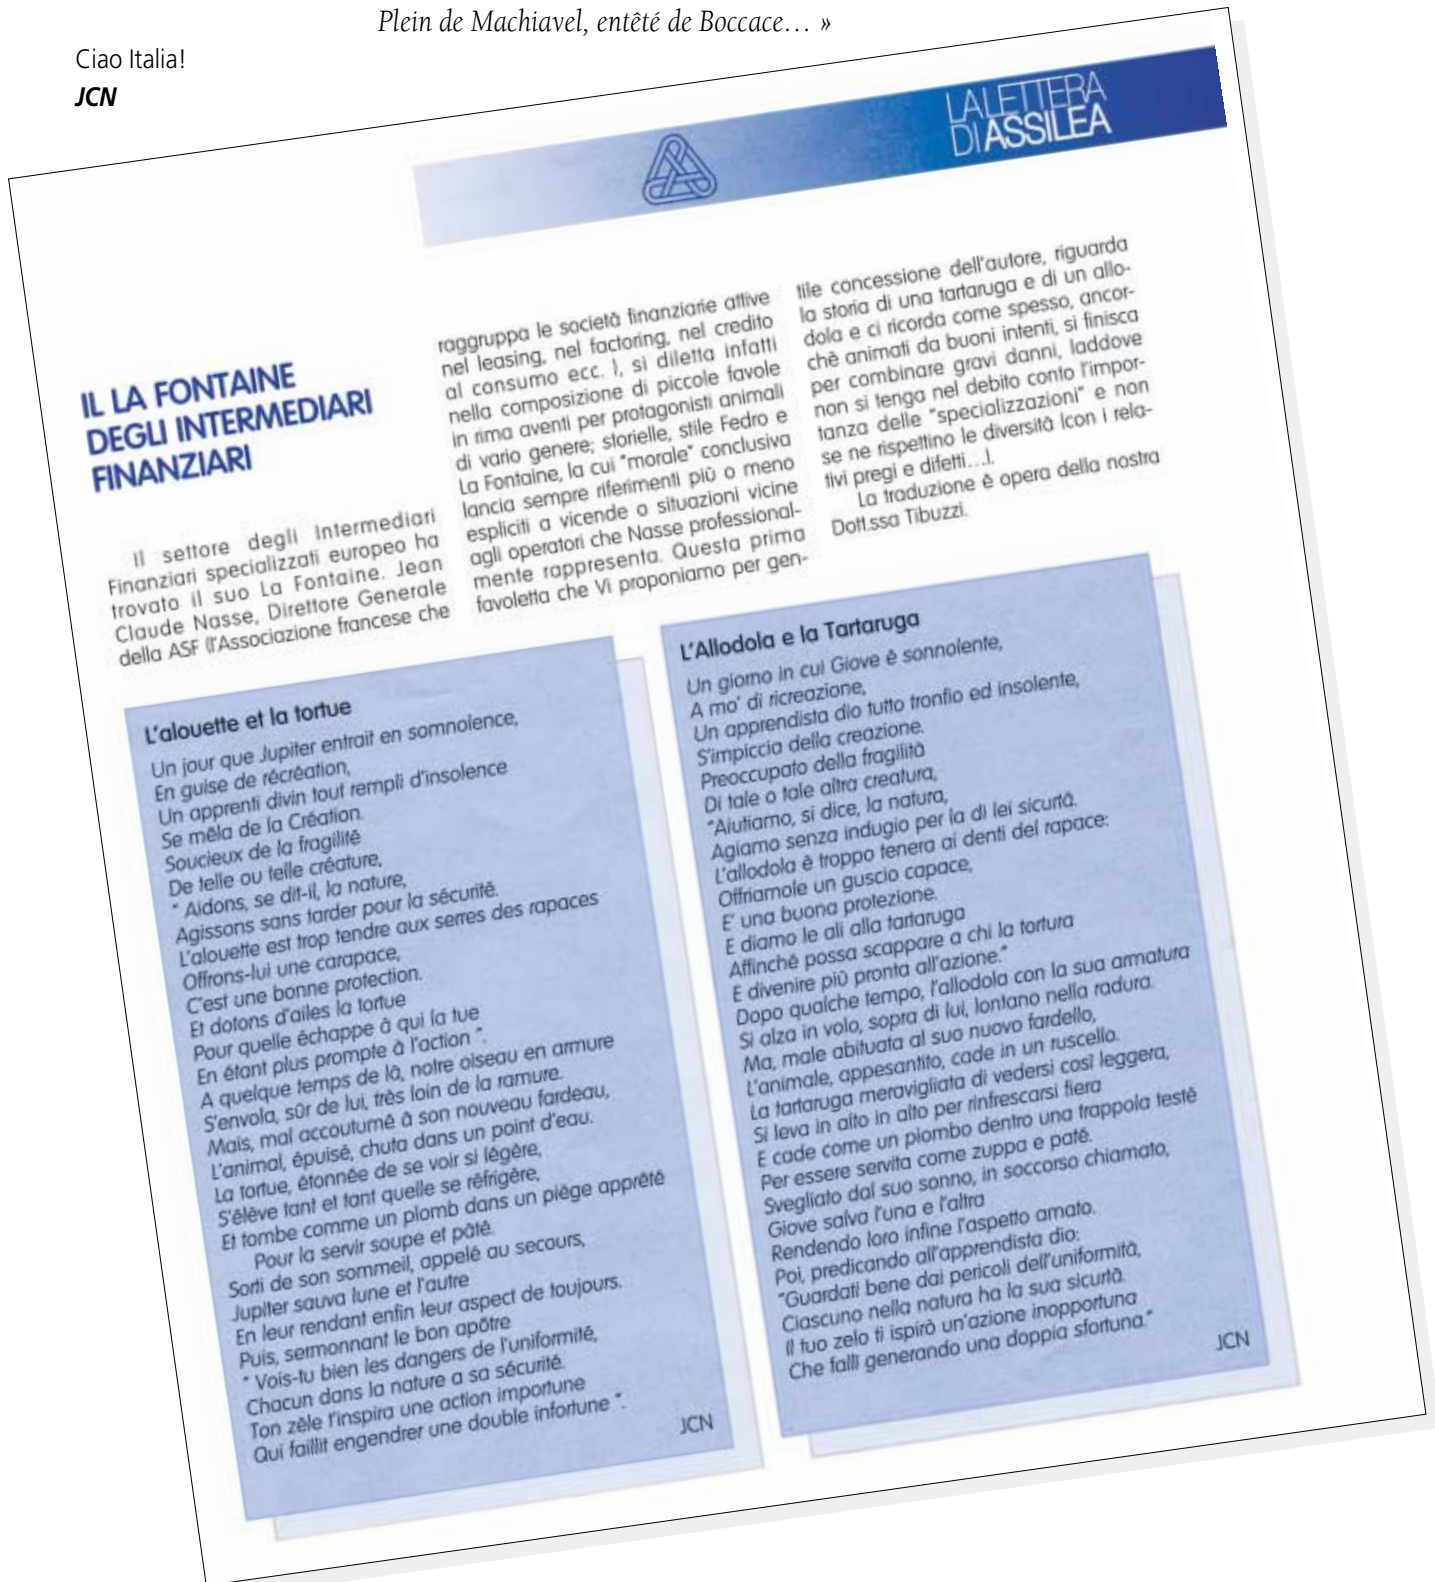 Plein de Machiavel, entêté de Boccace… »
Ciao Italia!
JCN
LA LETTERA
DI ASSILEA
IL LA FONTAINE
DEGLI INTERMEDIARI
FINANZIARI
Il settore degli Intermediari
Finanziari specializzati europeo ha
trovato il suo La Fontaine. Jean
Claude Nasse, Direttore Generale
della ASF (l'Associazione francese che
raggruppa le società finanziarie attive
nel leasing, nel factoring, nel credito
al consumo ecc. ), si diletta infatti
nella composizione di piccole favole
in rima aventi per protagonisti animali
di vario genere; storielle, stile Fedro e
La Fontaine, la cui "morale" conclusiva
lancia sempre riferimenti più o meno
espliciti a vicende o situazioni vicine
agli operatori che Nasse professional-
mente rappresenta. Questa prima
favoletta che Vi proponiamo per gen-
tile concessione dell'autore, riguarda
la storia di una tartaruga e di un allo-
dola e ci ricorda come spesso, ancor-
chè animati da buoni intenti, si finisca
per combinare gravi danni, laddove
non si tenga nel debito conto l'impor-
tanza delle "specializzazioni" e non
se ne rispettino le diversità (con i rela-
tivi pregi e difetti…).
La traduzione è opera della nostra
Dott.ssa Tibuzzi.
L'alouette et la tortue
Un jour que Jupiter entrait en somnolence,
En guise de récréation,
Un apprenti divin tout rempli d'insolence
Se mêla de la Création.
Soucieux de la fragilité
De telle ou telle créature,
" Aidons, se dit-il, la nature,
Agissons sans tarder pour la sécurité.
L'alouette est trop tendre aux serres des rapaces
Offrons-lui une carapace,
C'est une bonne protection.
Et dotons d'ailes la tortue
Pour quelle échappe à qui la tue
En étant plus prompte à l'action ".
A quelque temps de là, notre oiseau en armure
S'envola, sûr de lui, très loin de la ramure.
Mais, mal accoutumé à son nouveau fardeau,
L'animal, épuisé, chuta dans un point d'eau.
La tortue, étonnée de se voir si légère,
S'élève tant et tant quelle se réfrigère,
Et tombe comme un plomb dans un piège apprêté
Pour la servir soupe et pâté.
Sorti de son sommeil, appelé au secours,
Jupiter sauva lune et l'autre
En leur rendant enfin leur aspect de toujours.
Puis, sermonnant le bon apôtre
" Vois-tu bien les dangers de l'uniformité,
Chacun dans la nature a sa sécurité.
Ton zèle t'inspira une action importune
Qui faillit engendrer une double infortune ".
JCN
L'Allodola e la Tartaruga
Un giorno in cui Giove è sonnolente,
A mo' di ricreazione,
Un apprendista dio tutto tronfio ed insolente,
S'impiccia della creazione.
Preoccupato della fragilità
Di tale o tale altra creatura,
"Aiutiamo, si dice, la natura,
Agiamo senza indugio per la di lei sicurtà.
L'allodola è troppo tenera ai denti del rapace:
Offriamole un guscio capace,
E' una buona protezione.
E diamo le ali alla tartaruga
Affinchè possa scappare a chi la tortura
E divenire più pronta all'azione."
Dopo qualche tempo, l'allodola con la sua armatura
Si alza in volo, sopra di lui, lontano nella radura.
Ma, male abituata al suo nuovo fardello,
L'animale, appesantito, cade in un ruscello.
La tartaruga meravigliata di vedersi così leggera,
Si leva in alto in alto per rinfrescarsi fiera
E cade come un piombo dentro una trappola testè
Per essere servita come zuppa e patè.
Svegliato dal suo sonno, in soccorso chiamato,
Giove salva l'una e l'altra
Rendendo loro infine l'aspetto amato.
Poi, predicando all'apprendista dio:
"Guardati bene dai pericoli dell'uniformità,
Ciascuno nella natura ha la sua sicurtà.
Il tuo zelo ti ispirò un'azione inopportuna
Che fallì generando una doppia sfortuna."
JCN